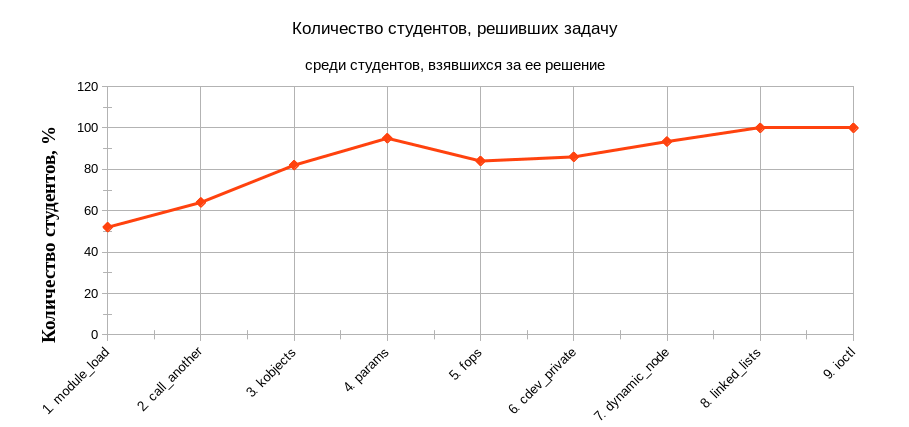 Количество студентов, решивших задачу
среди студентов, взявшихся за ее решение
Количество студентов, %
120
100
80
60
40
20
0
1. module_load
2. call_another
3. kobjects
4. params
5. fops
6. cdev_private
7. dynamic_node
8. linked_lists
9. ioctl